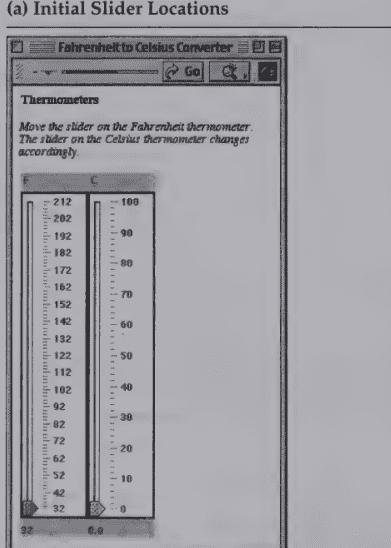 (a) Initial Slider Locations
Fahrenheit to Celsius Converter
Go
Thermometers
Move the slider on the Fahrenheit thermometer.
The slider on the Celsius thermometer changes
accordingly.
F C
212 100
202
192 90
182
172 80
162
152 70
142
132 60
122 50
112
102 40
92
82 30
72
62 20
52
42 10
32 0
32 0.0